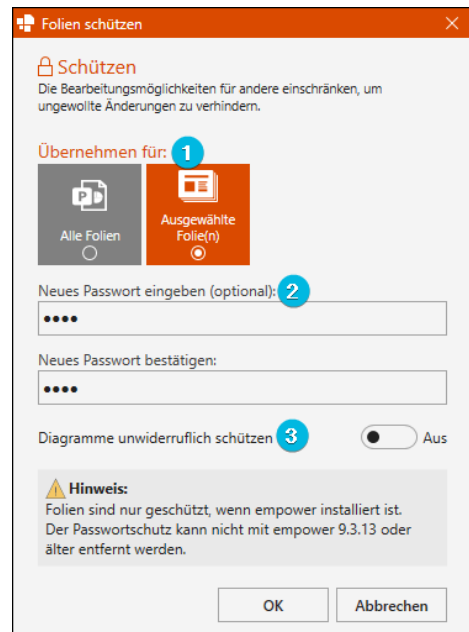 Folien schützen
Schützen
Die Bearbeitungsmöglichkeiten für andere einschränken, um
ungewollte Änderungen zu verhindern.
Übernehmen für: 1
Alle Folien
Ausgewählte
Folie(n)
Neues Passwort eingeben (optional): 2
••••
Neues Passwort bestätigen:
••••
Diagramme unwiderruflich schützen 3 Aus
Hinweis:
Folien sind nur geschützt, wenn empower installiert ist.
Der Passwortschutz kann nicht mit empower 9.3.13 oder
älter entfernt werden.
OK Abbrechen